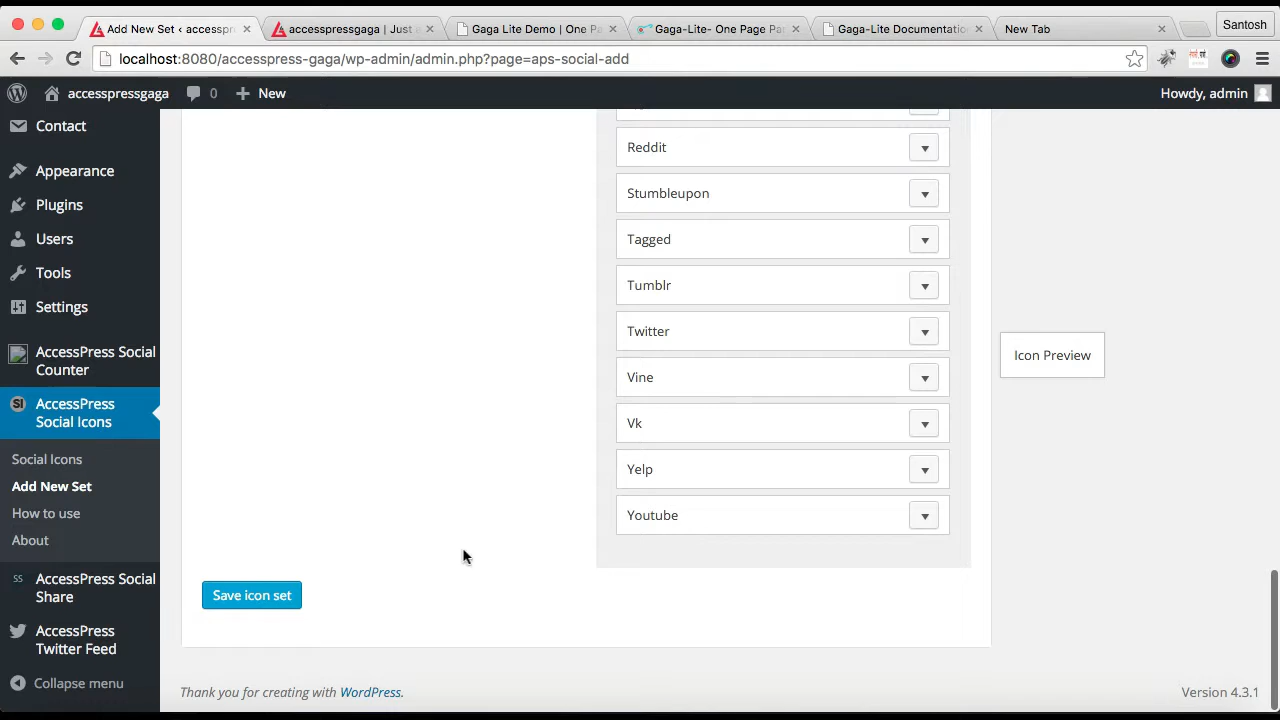 Add New Set ‹ accesspr
accesspressgaga | Just a
Gaga Lite Demo | One Pa
Gaga-Lite- One Page Par
Gaga-Lite Documentation
New Tab
Santosh
localhost:8080/accesspress-gaga/wp-admin/admin.php?page=aps-social-add
accesspressgaga
0
New
Howdy, admin
Contact
Appearance
Plugins
Users
Tools
Settings
AccessPress Social
Counter
SI
AccessPress
Social Icons
Social Icons
Add New Set
How to use
About
SS
AccessPress Social
Share
AccessPress
Twitter Feed
Collapse menu
Reddit
Stumbleupon
Tagged
Tumblr
Twitter
Vine
Vk
Yelp
Youtube
Icon Preview
Save icon set
Thank you for creating with WordPress.
Version 4.3.1